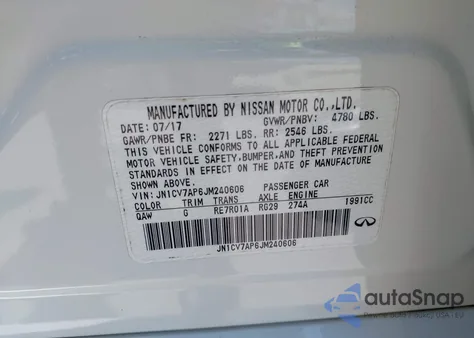 MANUFACTURED BY NISSAN MOTOR CO.,LTD.
DATE: 07/17 GVWR/PNBV: 4780 LBS.
GAWR/PNBE FR: 2271 LBS. RR: 2546 LBS.
THIS VEHICLE CONFORMS TO ALL APPLICABLE FEDERAL
MOTOR VEHICLE SAFETY, BUMPER, AND THEFT PREVENTION
STANDARDS IN EFFECT ON THE DATE OF MANUFACTURE
SHOWN ABOVE.
VIN: JN1CV7AP6JM240606 PASSENGER CAR
COLOR TRIM TRANS AXLE ENGINE
QAW G RE7R01A RG29 274A 1991CC
JN1CV7AP6JM240606
autoSnap